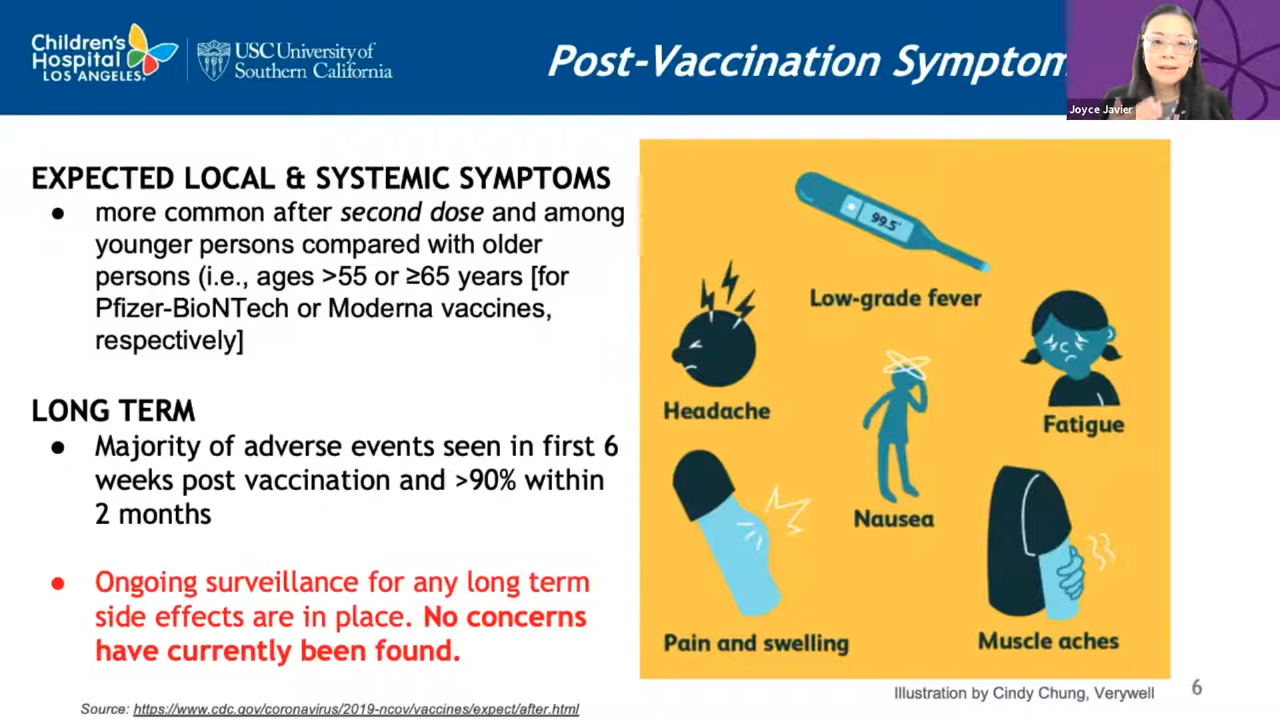 Children's
Hospital
LOS ANGELES
USC University of
Southern California
Post-Vaccination Symptom
Joyce Javier
EXPECTED LOCAL & SYSTEMIC SYMPTOMS
● more common after second dose and among
younger persons compared with older
persons (i.e., ages >55 or ≥65 years [for
Pfizer-BioNTech or Moderna vaccines,
respectively]
LONG TERM
● Majority of adverse events seen in first 6
weeks post vaccination and >90% within
2 months
● Ongoing surveillance for any long term
side effects are in place. No concerns
have currently been found.
Source: https://www.cdc.gov/coronavirus/2019-ncov/vaccines/expect/after.html
99.5°
Low-grade fever
Headache
Fatigue
Nausea
Pain and swelling
Muscle aches
Illustration by Cindy Chung, Verywell
6